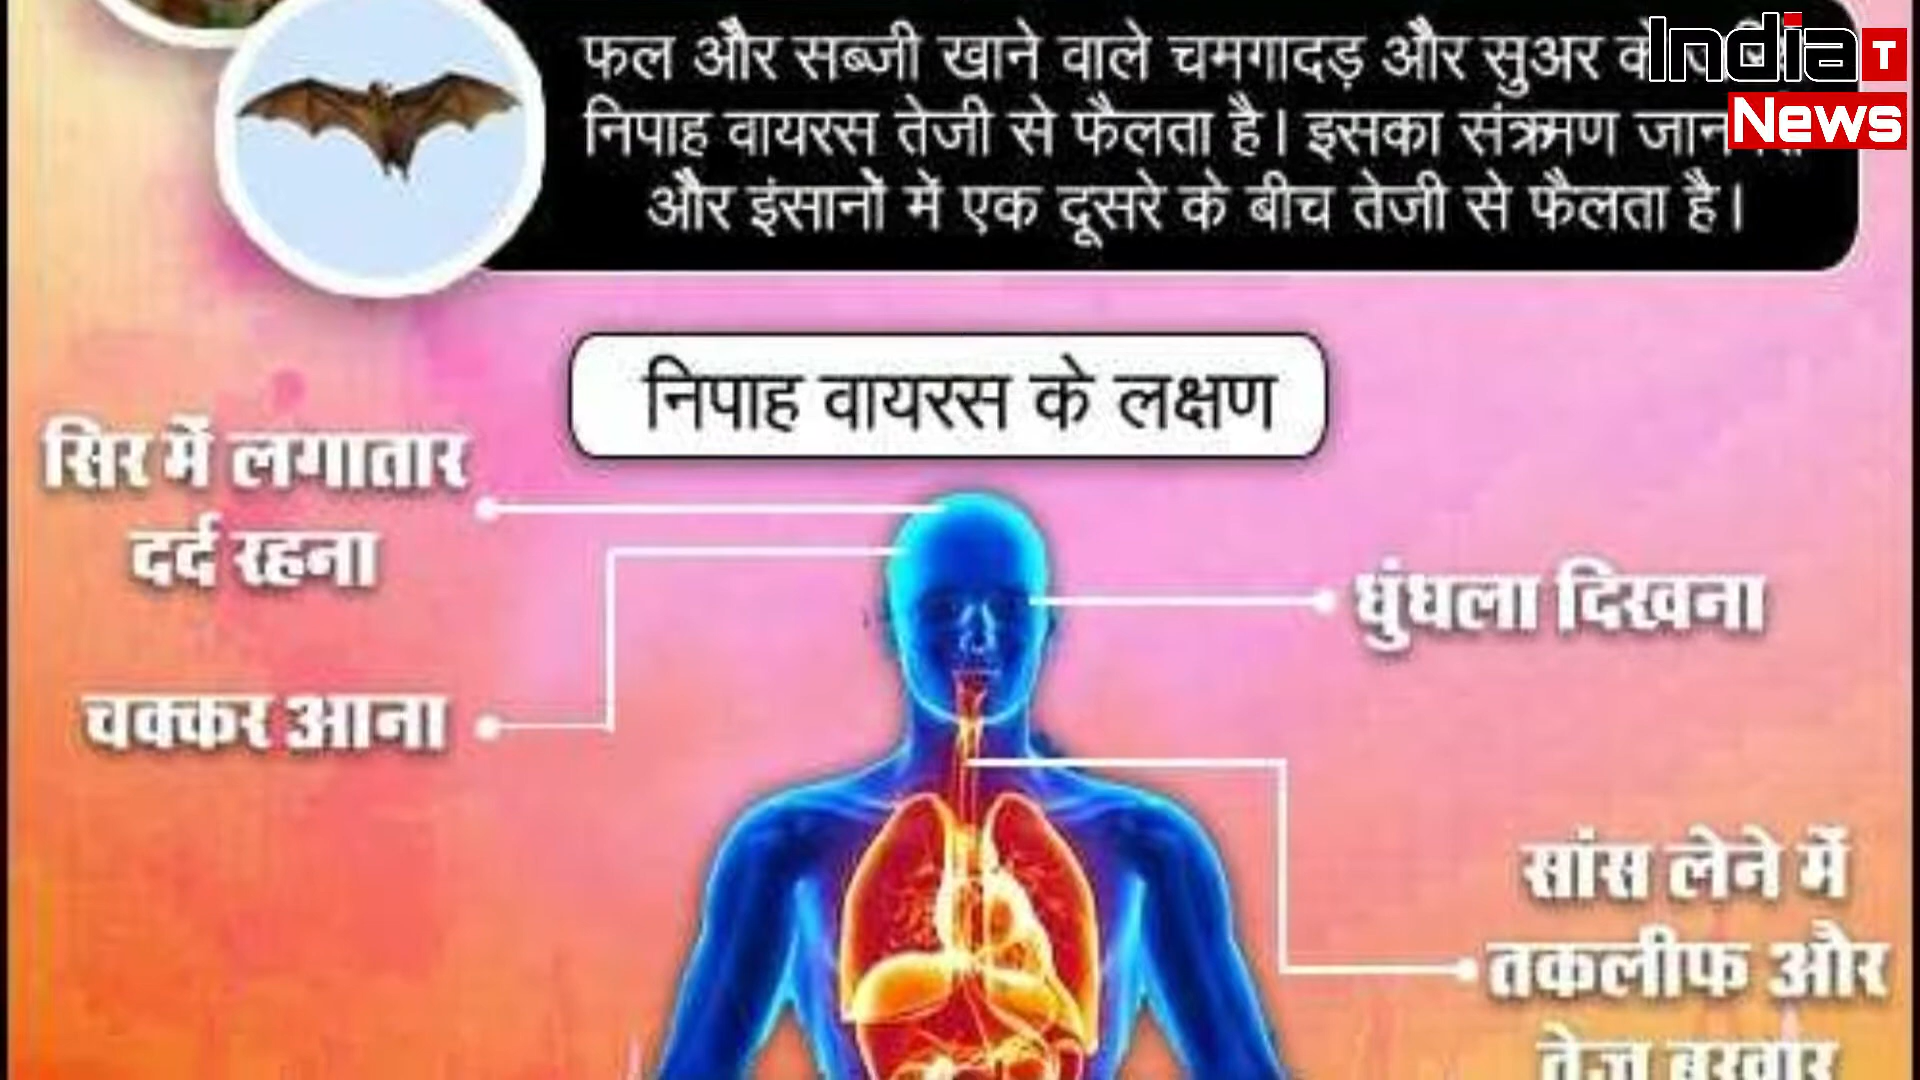 फल और सब्जी खाने वाले चमगादड़ और सुअर के
निपाह वायरस तेजी से फैलता है। इसका संक्रमण
और इंसानों में एक दूसरे के बीच तेजी से फैलता है।
India T
News
निपाह वायरस के लक्षण
सिर में लगातार
दर्द रहना
धुंधला दिखना
चक्कर आना
सांस लेने में
तकलीफ और
तेज बुखार